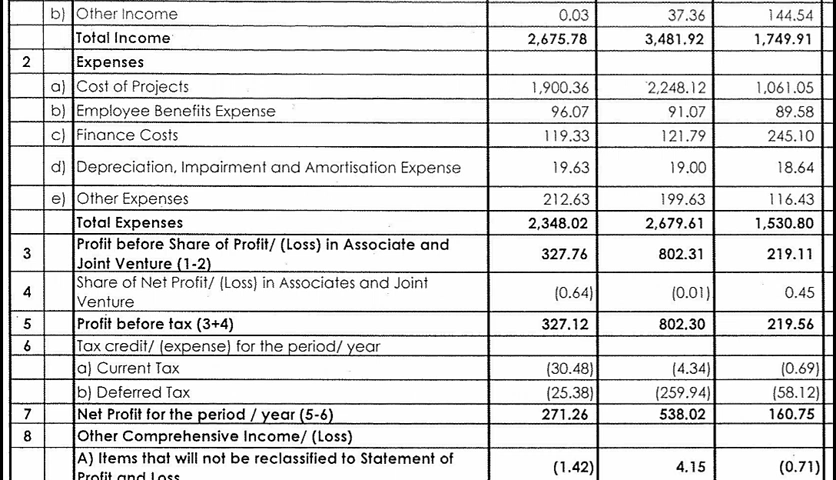 b) Other Income 0.03 37.36 144.54
Total Income 2,675.78 3,481.92 1,749.91
2 Expenses
a) Cost of Projects 1,900.36 2,248.12 1,061.05
b) Employee Benefits Expense 96.07 91.07 89.58
c) Finance Costs 119.33 121.79 245.10
d) Depreciation, Impairment and Amortisation Expense 19.63 19.00 18.64
e) Other Expenses 212.63 199.63 116.43
Total Expenses 2,348.02 2,679.61 1,530.80
3 Profit before Share of Profit/ (Loss) in Associate and
Joint Venture (1-2) 327.76 802.31 219.11
4 Share of Net Profit/ (Loss) in Associates and Joint
Venture (0.64) (0.01) 0.45
5 Profit before tax (3+4) 327.12 802.30 219.56
6 Tax credit/ (expense) for the period/ year
a) Current Tax (30.48) (4.34) (0.69)
b) Deferred Tax (25.38) (259.94) (58.12)
7 Net Profit for the period / year (5-6) 271.26 538.02 160.75
8 Other Comprehensive Income/ (Loss)
A) Items that will not be reclassified to Statement of
Profit and Loss (1.42) 4.15 (0.71)